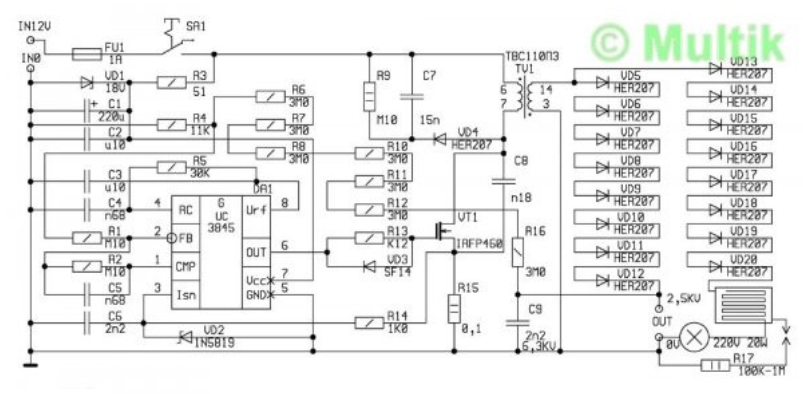 IN12V
SA1
© Multik
IN0
FU1
1A
VD1
18V
R3
51
R9
M10
C7
15n
ТВС110П3
TV1
6
7
14
3
VD5
HER207
VD13
HER207
C1
+
220u
R4
11K
R6
3M0
VD6
HER207
VD14
HER207
C2
u10
R7
3M0
VD4
HER207
VD7
HER207
VD15
HER207
R5
30K
R8
3M0
R10
3M0
C8
n18
VD8
HER207
VD16
HER207
C3
u10
DA1
R11
3M0
VD9
HER207
VD17
HER207
C4
n68
4
RC
G
UC
3845
Urf
8
R12
3M0
VT1
IRFP460
R16
3M0
VD10
HER207
VD18
HER207
R1
M10
2
FB
OUT
6
R13
K12
VD11
HER207
VD19
HER207
R2
M10
1
CMP
Vcc
7
VD3
SF14
VD12
HER207
VD20
HER207
C5
n68
3
Isn
GND
5
R15
0,1
C9
2n2
6,3KV
2,5KV
OUT
0V
C6
2n2
R14
1K0
VD2
IN5819
220V 20W
R17
100K-1M